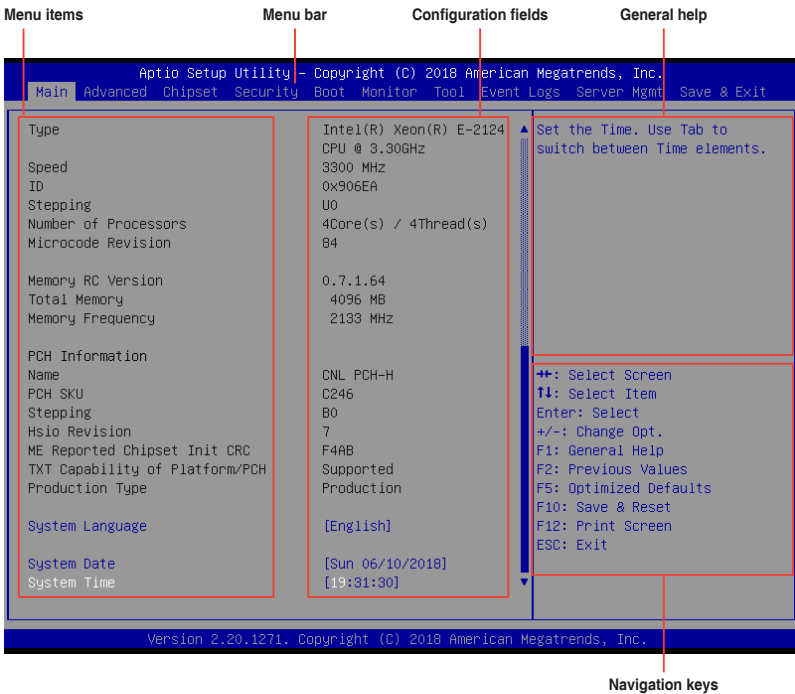 Menu items Menu bar Configuration fields General help
Aptio Setup Utility – Copyright (C) 2018 American Megatrends, Inc.
Main Advanced Chipset Security Boot Monitor Tool Event Logs Server Mgmt Save & Exit
Type Intel(R) Xeon(R) E-2124
CPU @ 3.30GHz
Speed 3300 MHz
ID 0x906EA
Stepping U0
Number of Processors 4Core(s) / 4Thread(s)
Microcode Revision 84
Memory RC Version 0.7.1.64
Total Memory 4096 MB
Memory Frequency 2133 MHz
PCH Information
Name CNL PCH-H
PCH SKU C246
Stepping B0
Hsio Revision 7
ME Reported Chipset Init CRC F4AB
TXT Capability of Platform/PCH Supported
Production Type Production
System Language [English]
System Date [Sun 06/10/2018]
System Time [19:31:30]
Set the Time. Use Tab to
switch between Time elements.
→←: Select Screen
↑↓: Select Item
Enter: Select
+/-: Change Opt.
F1: General Help
F2: Previous Values
F5: Optimized Defaults
F10: Save & Reset
F12: Print Screen
ESC: Exit
Version 2.20.1271. Copyright (C) 2018 American Megatrends, Inc.
Navigation keys